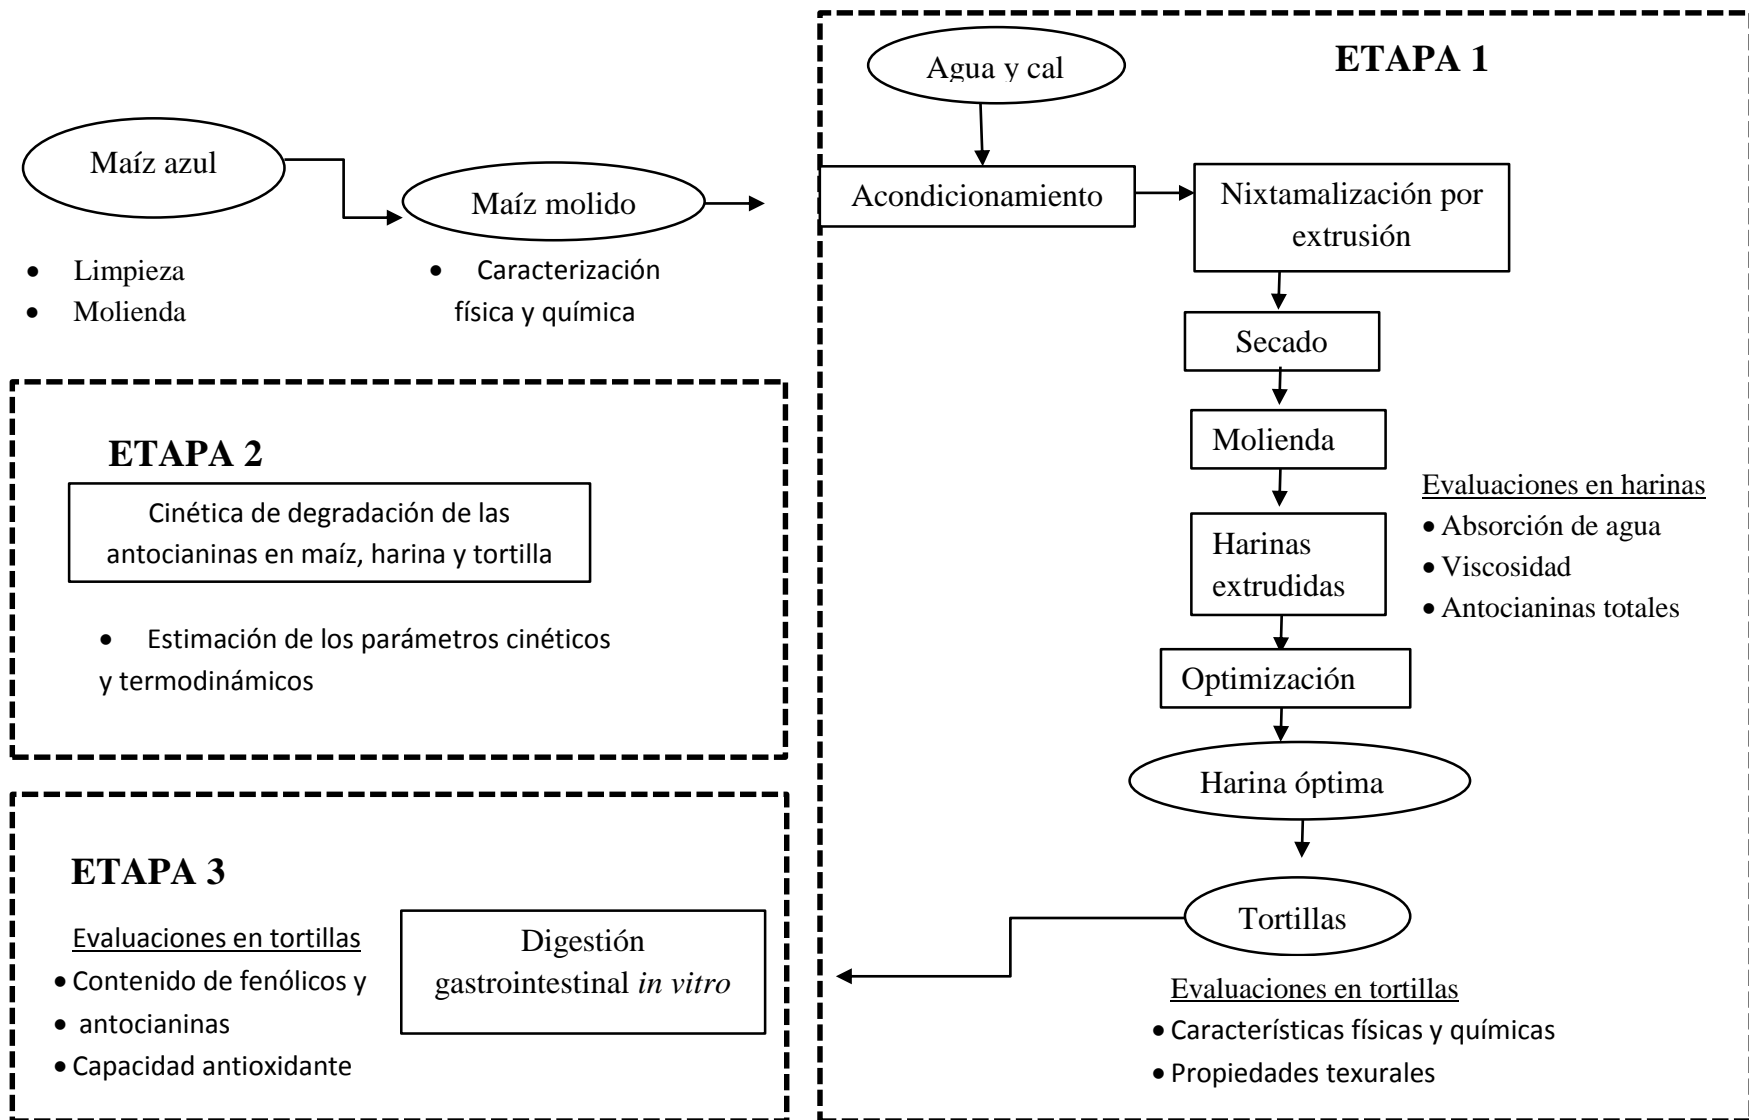 Maíz azul
• Limpieza
• Molienda
Maíz molido
• Caracterización
física y química
ETAPA 1
Agua y cal
Acondicionamiento
Nixtamalización por
extrusión
Secado
Molienda
Harinas
extrudidas
Evaluaciones en harinas
• Absorción de agua
• Viscosidad
• Antocianinas totales
Optimización
Harina óptima
Tortillas
Evaluaciones en tortillas
• Características físicas y químicas
• Propiedades texturales
ETAPA 2
Cinética de degradación de las
antocianinas en maíz, harina y tortilla
• Estimación de los parámetros cinéticos
y termodinámicos
ETAPA 3
Evaluaciones en tortillas
• Contenido de fenólicos y
• antocianinas
• Capacidad antioxidante
Digestión
gastrointestinal in vitro